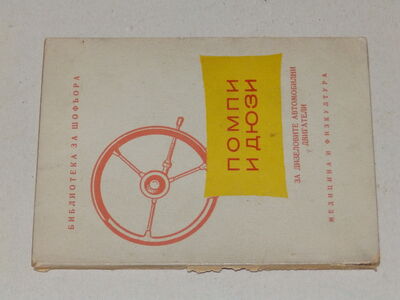 БИБЛИОТЕКА ЗА ШОФЬОРА
ПОМПИ
И ДЮЗИ
ЗА ДИЗЕЛОВИТЕ АВТОМОБИЛНИ
ДВИГАТЕЛИ
МЕДИЦИНА И ФИЗКУЛТУРА